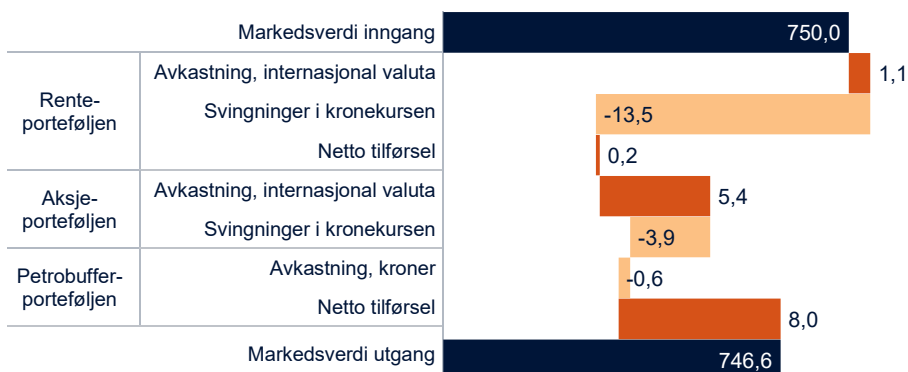 Markedsverdi inngang 750,0
Rente-
porteføljen
Avkastning, internasjonal valuta 1,1
Svingninger i kronekursen -13,5
Netto tilførsel 0,2
Aksje-
porteføljen
Avkastning, internasjonal valuta 5,4
Svingninger i kronekursen -3,9
Petrobuffer-
porteføljen
Avkastning, kroner -0,6
Netto tilførsel 8,0
Markedsverdi utgang 746,6